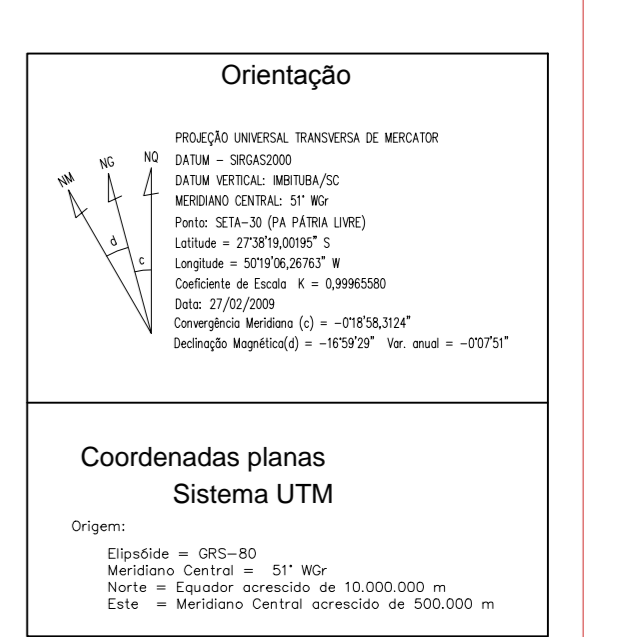 Orientação
NM NG NQ
d
c
PROJEÇÃO UNIVERSAL TRANSVERSA DE MERCATOR
DATUM - SIRGAS2000
DATUM VERTICAL: IMBITUBA/SC
MERIDIANO CENTRAL: 51° WGr
Ponto: SETA-30 (PA PÁTRIA LIVRE)
Latitude = 27°38'19,00195" S
Longitude = 50°19'06,26763" W
Coeficiente de Escala K = 0,99965580
Data: 27/02/2009
Convergência Meridiana (c) = -0°18'58,3124"
Declinação Magnética(d) = -16°59'29" Var. anual = -0°07'51"
Coordenadas planas
Sistema UTM
Origem:
Elipsóide = GRS-80
Meridiano Central = 51° WGr
Norte = Equador acrescido de 10.000.000 m
Este = Meridiano Central acrescido de 500.000 m